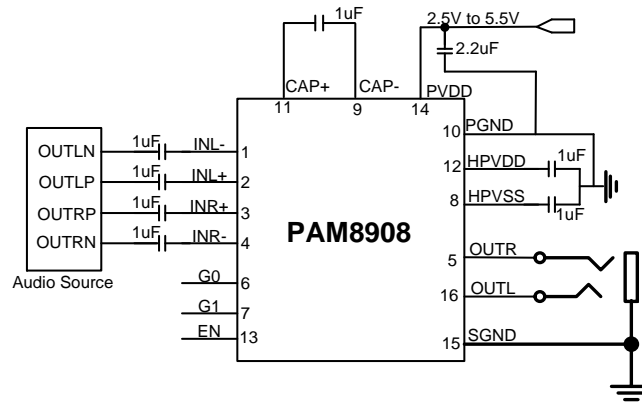 1uF
2.5V to 5.5V
2.2uF
CAP+
CAP-
PVDD
11
9
14
PGND
10
OUTLN
1uF
INL-
1
OUTLP
1uF
INL+
2
OUTRP
1uF
INR+
3
OUTRN
1uF
INR-
4
Audio Source
G0
6
G1
7
EN
13
PAM8908
12
HPVDD
1uF
8
HPVSS
1uF
5
OUTR
16
OUTL
15
SGND